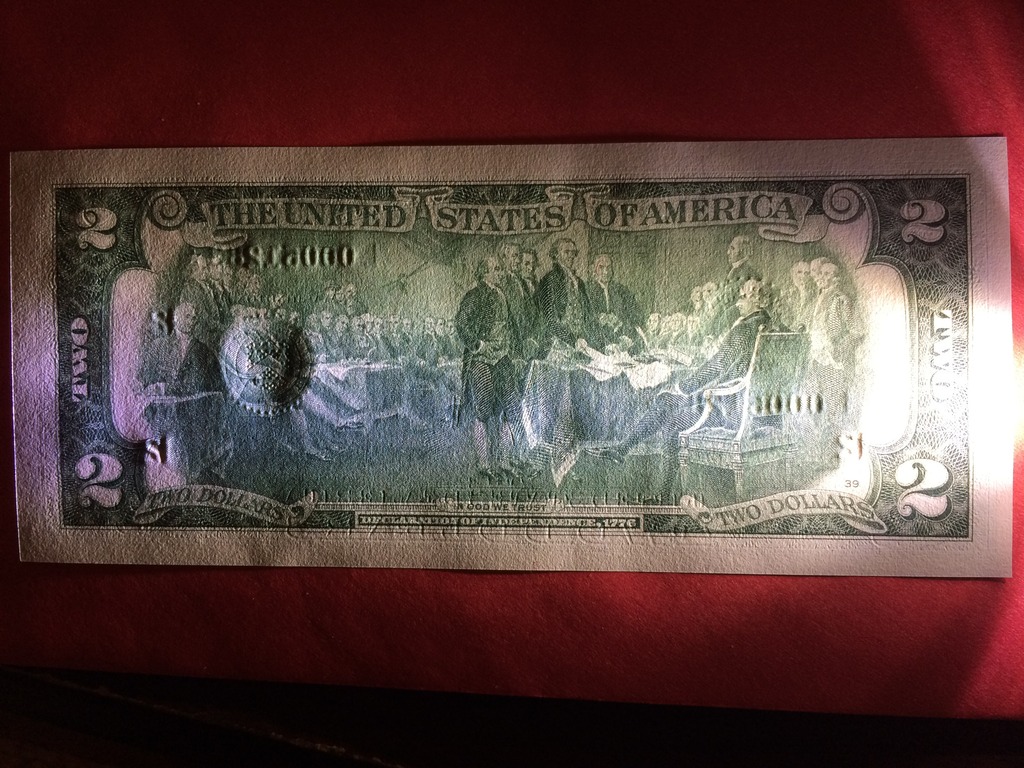 THE UNITED STATES OF AMERICA
2 2
TWO TWO
2 2
39
TWO DOLLARS TWO DOLLARS
IN GOD WE TRUST
DECLARATION OF INDEPENDENCE, 1776